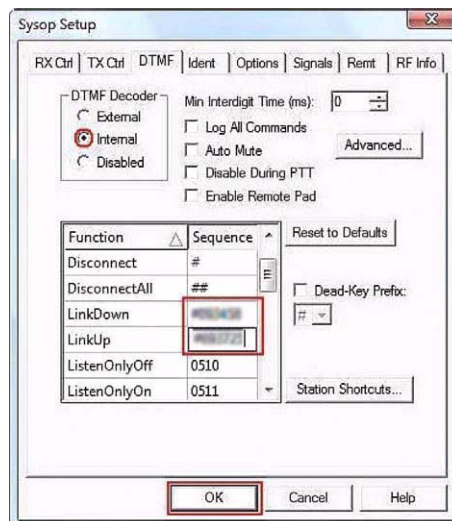 Sysop Setup
RX Ctrl TX Ctrl DTMF Ident Options Signals Remt RF Info
DTMF Decoder
External
Internal
Disabled
Min Interdigit Time (ms): 0
Log All Commands
Auto Mute
Disable During PTT
Enable Remote Pad
Advanced...
Function Sequence
Disconnect #
DisconnectAll ##
LinkDown
LinkUp
ListenOnlyOff 0510
ListenOnlyOn 0511
Reset to Defaults
Dead-Key Prefix:
#
Station Shortcuts...
OK Cancel Help